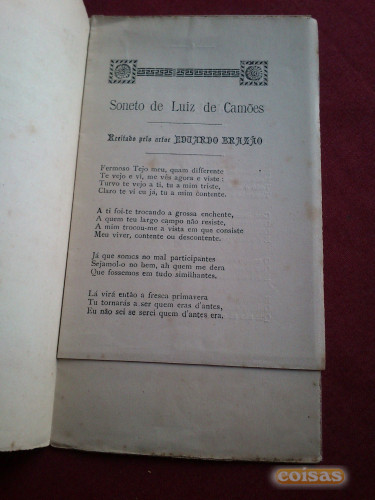 Soneto de Luiz de Camões
Recitado pelo actor EDUARDO BRAZÃO
Fermoso Tejo meu, quam differente
Te vejo e vi, me vês agora e viste:
Turvo te vejo a ti, tu a mim triste,
Claro te vi eu já, tu a mim contente.
A ti foi-te trocando a grossa enchente,
A quem teu largo campo não resiste,
A mim trocou-me a vista em que consiste
Meu viver, contente ou descontente.
Já que somos no mal participantes
Sejamol-o no bem, ah quem me dera
Que fossemos em tudo similhantes.
Lá virá então a fresca primavera
Tu tornarás a ser quem eras d'antes,
Eu não sei se serei quem d'antes era.
coisas